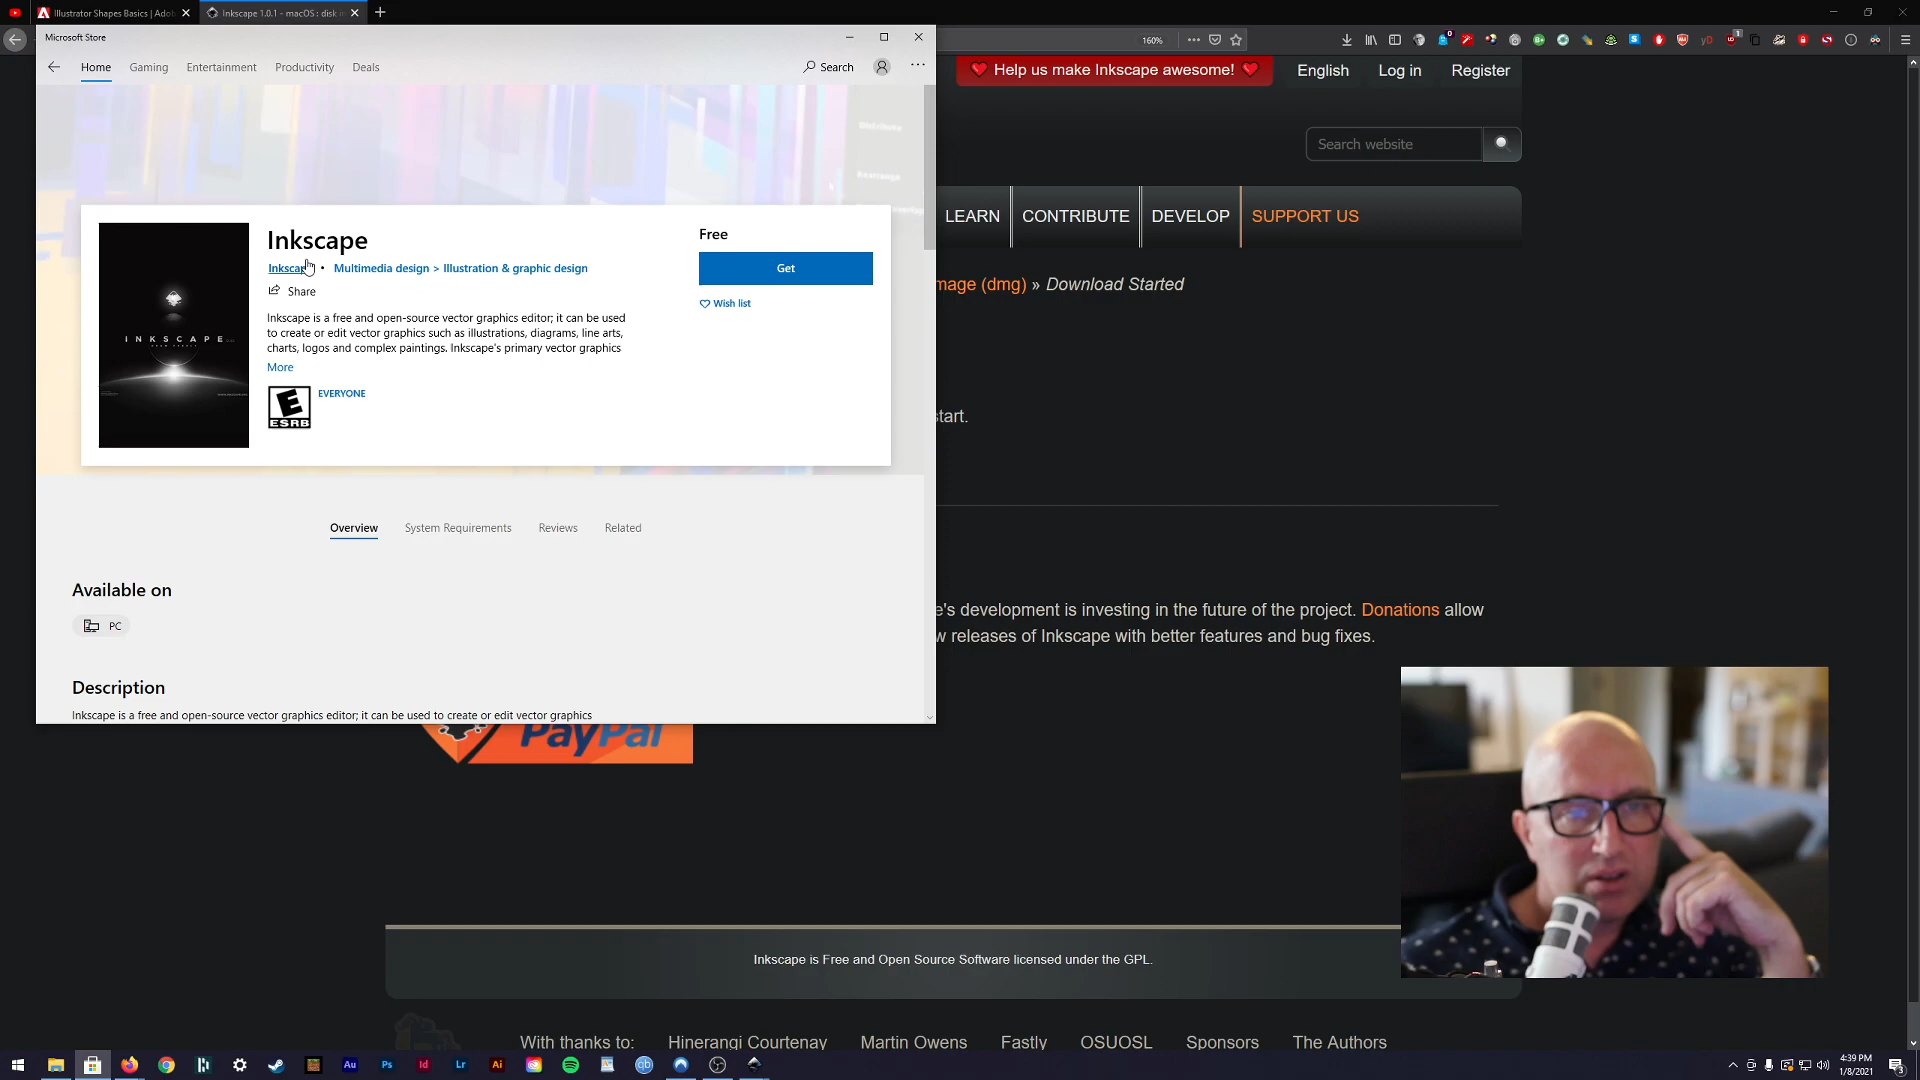 Illustrator Shapes Basics | Adob
Inkscape 1.0.1 - macOS : disk i
Microsoft Store
160%
Home
Gaming
Entertainment
Productivity
Deals
Search
Help us make Inkscape awesome!
English
Log in
Register
Search website
LEARN
CONTRIBUTE
DEVELOP
SUPPORT US
Inkscape
Free
Inkscap
Multimedia design > Illustration & graphic design
Get
Share
Wish list
mage (dmg) » Download Started
Inkscape is a free and open-source vector graphics editor; it can be used
to create or edit vector graphics such as illustrations, diagrams, line arts,
charts, logos and complex paintings. Inkscape's primary vector graphics
More
INKSCAPE
E
ESRB
EVERYONE
start.
Overview
System Requirements
Reviews
Related
Available on
PC
e's development is investing in the future of the project. Donations allow
w releases of Inkscape with better features and bug fixes.
Description
Inkscape is a free and open-source vector graphics editor; it can be used to create or edit vector graphics
PayPal
Inkscape is Free and Open Source Software licensed under the GPL.
With thanks to:
Hinerangi Courtenay
Martin Owens
Fastly
OSUOSL
Sponsors
The Authors
Au
Ps
Id
Lr
Ai
qb
4:39 PM
1/8/2021